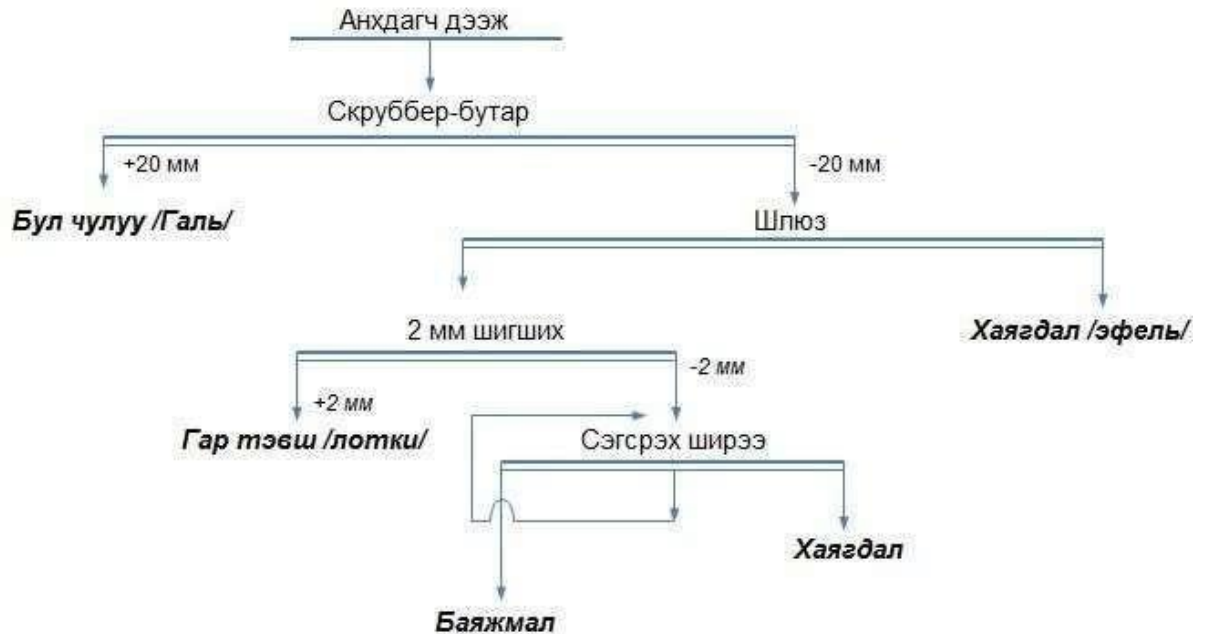 Анхдагч дээж
Скруббер-бутар
+20 мм
-20 мм
Бул чулуу /Галь/
Шлюз
2 мм шигших
Хаягдал /эфель/
-2 мм
+2 мм
Гар тэвш /лотки/
Сэгсрэх ширээ
Хаягдал
Баяжмал